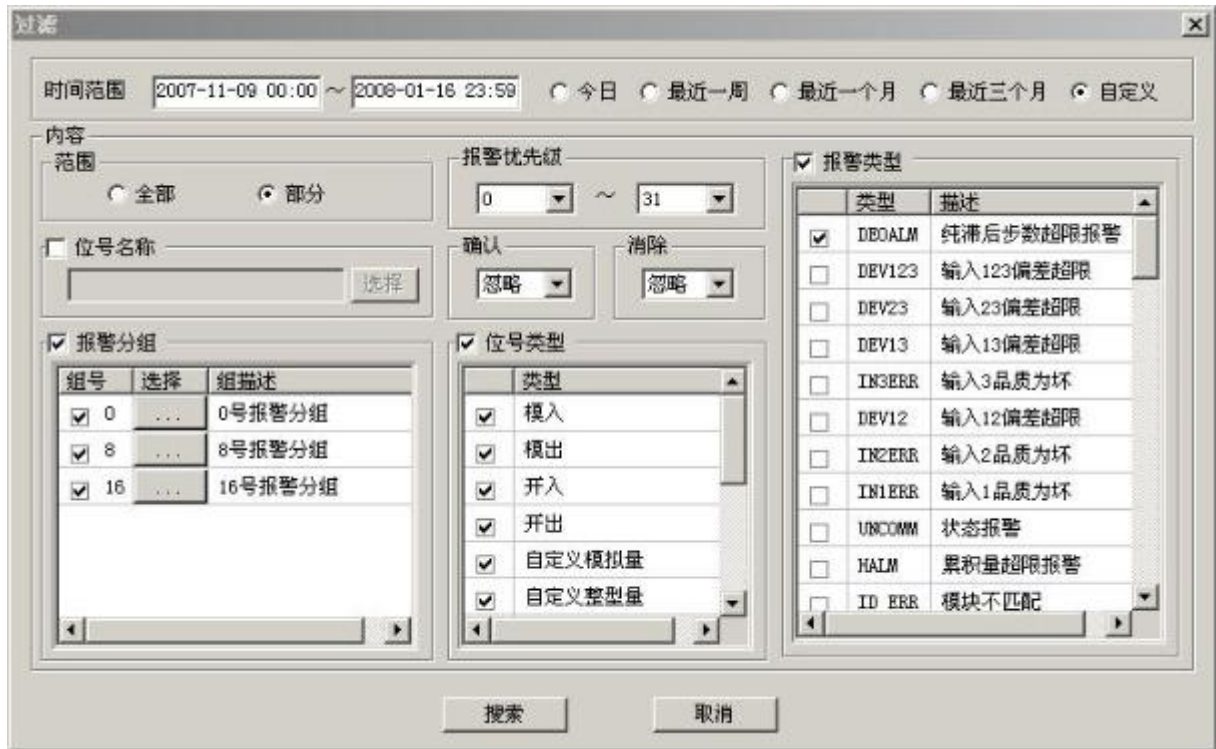 过滤
时间范围 2007-11-09 00:00 ~ 2008-01-16 23:59 今日 最近一周 最近一个月 最近三个月 自定义
内容
范围
全部 部分
报警优先级
0 ~ 31
位号名称
选择
确认
忽略
消除
忽略
报警分组
组号 选择 组描述
0 ... 0号报警分组
8 ... 8号报警分组
16 ... 16号报警分组
位号类型
类型
模入
模出
开入
开出
自定义模拟量
自定义整型量
报警类型
类型 描述
DEOALM 纯滞后步数超限报警
DEV123 输入123偏差超限
DEV23 输入23偏差超限
DEV13 输入13偏差超限
IN3ERR 输入3品质为坏
DEV12 输入12偏差超限
IN2ERR 输入2品质为坏
IN1ERR 输入1品质为坏
UNCOMM 状态报警
HALM 累积量超限报警
ID ERR 模块不匹配
搜索 取消